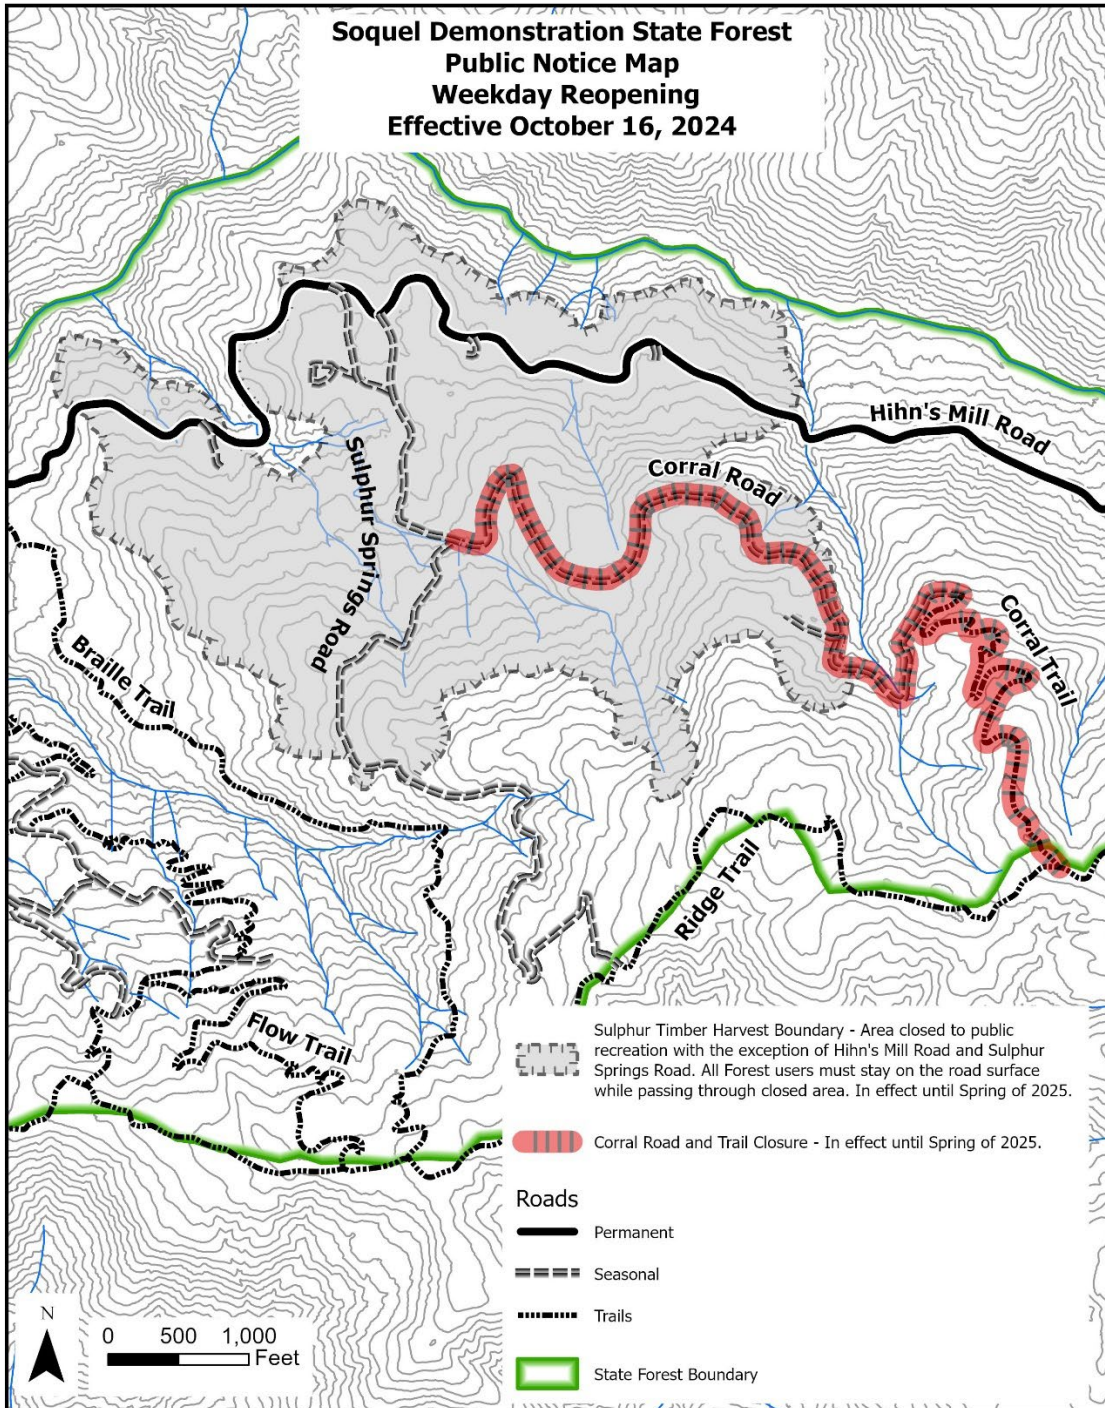 Soquel Demonstration State Forest
Public Notice Map
Weekday Reopening
Effective October 16, 2024
Hihn's Mill Road
Corral Road
Sulphur Springs Road
Corral Trail
Braille Trail
Ridge Trail
Flow Trail
Sulphur Timber Harvest Boundary - Area closed to public
recreation with the exception of Hihn's Mill Road and Sulphur
Springs Road. All Forest users must stay on the road surface
while passing through closed area. In effect until Spring of 2025.
Corral Road and Trail Closure - In effect until Spring of 2025.
Roads
Permanent
Seasonal
Trails
State Forest Boundary
N
0 500 1,000
Feet